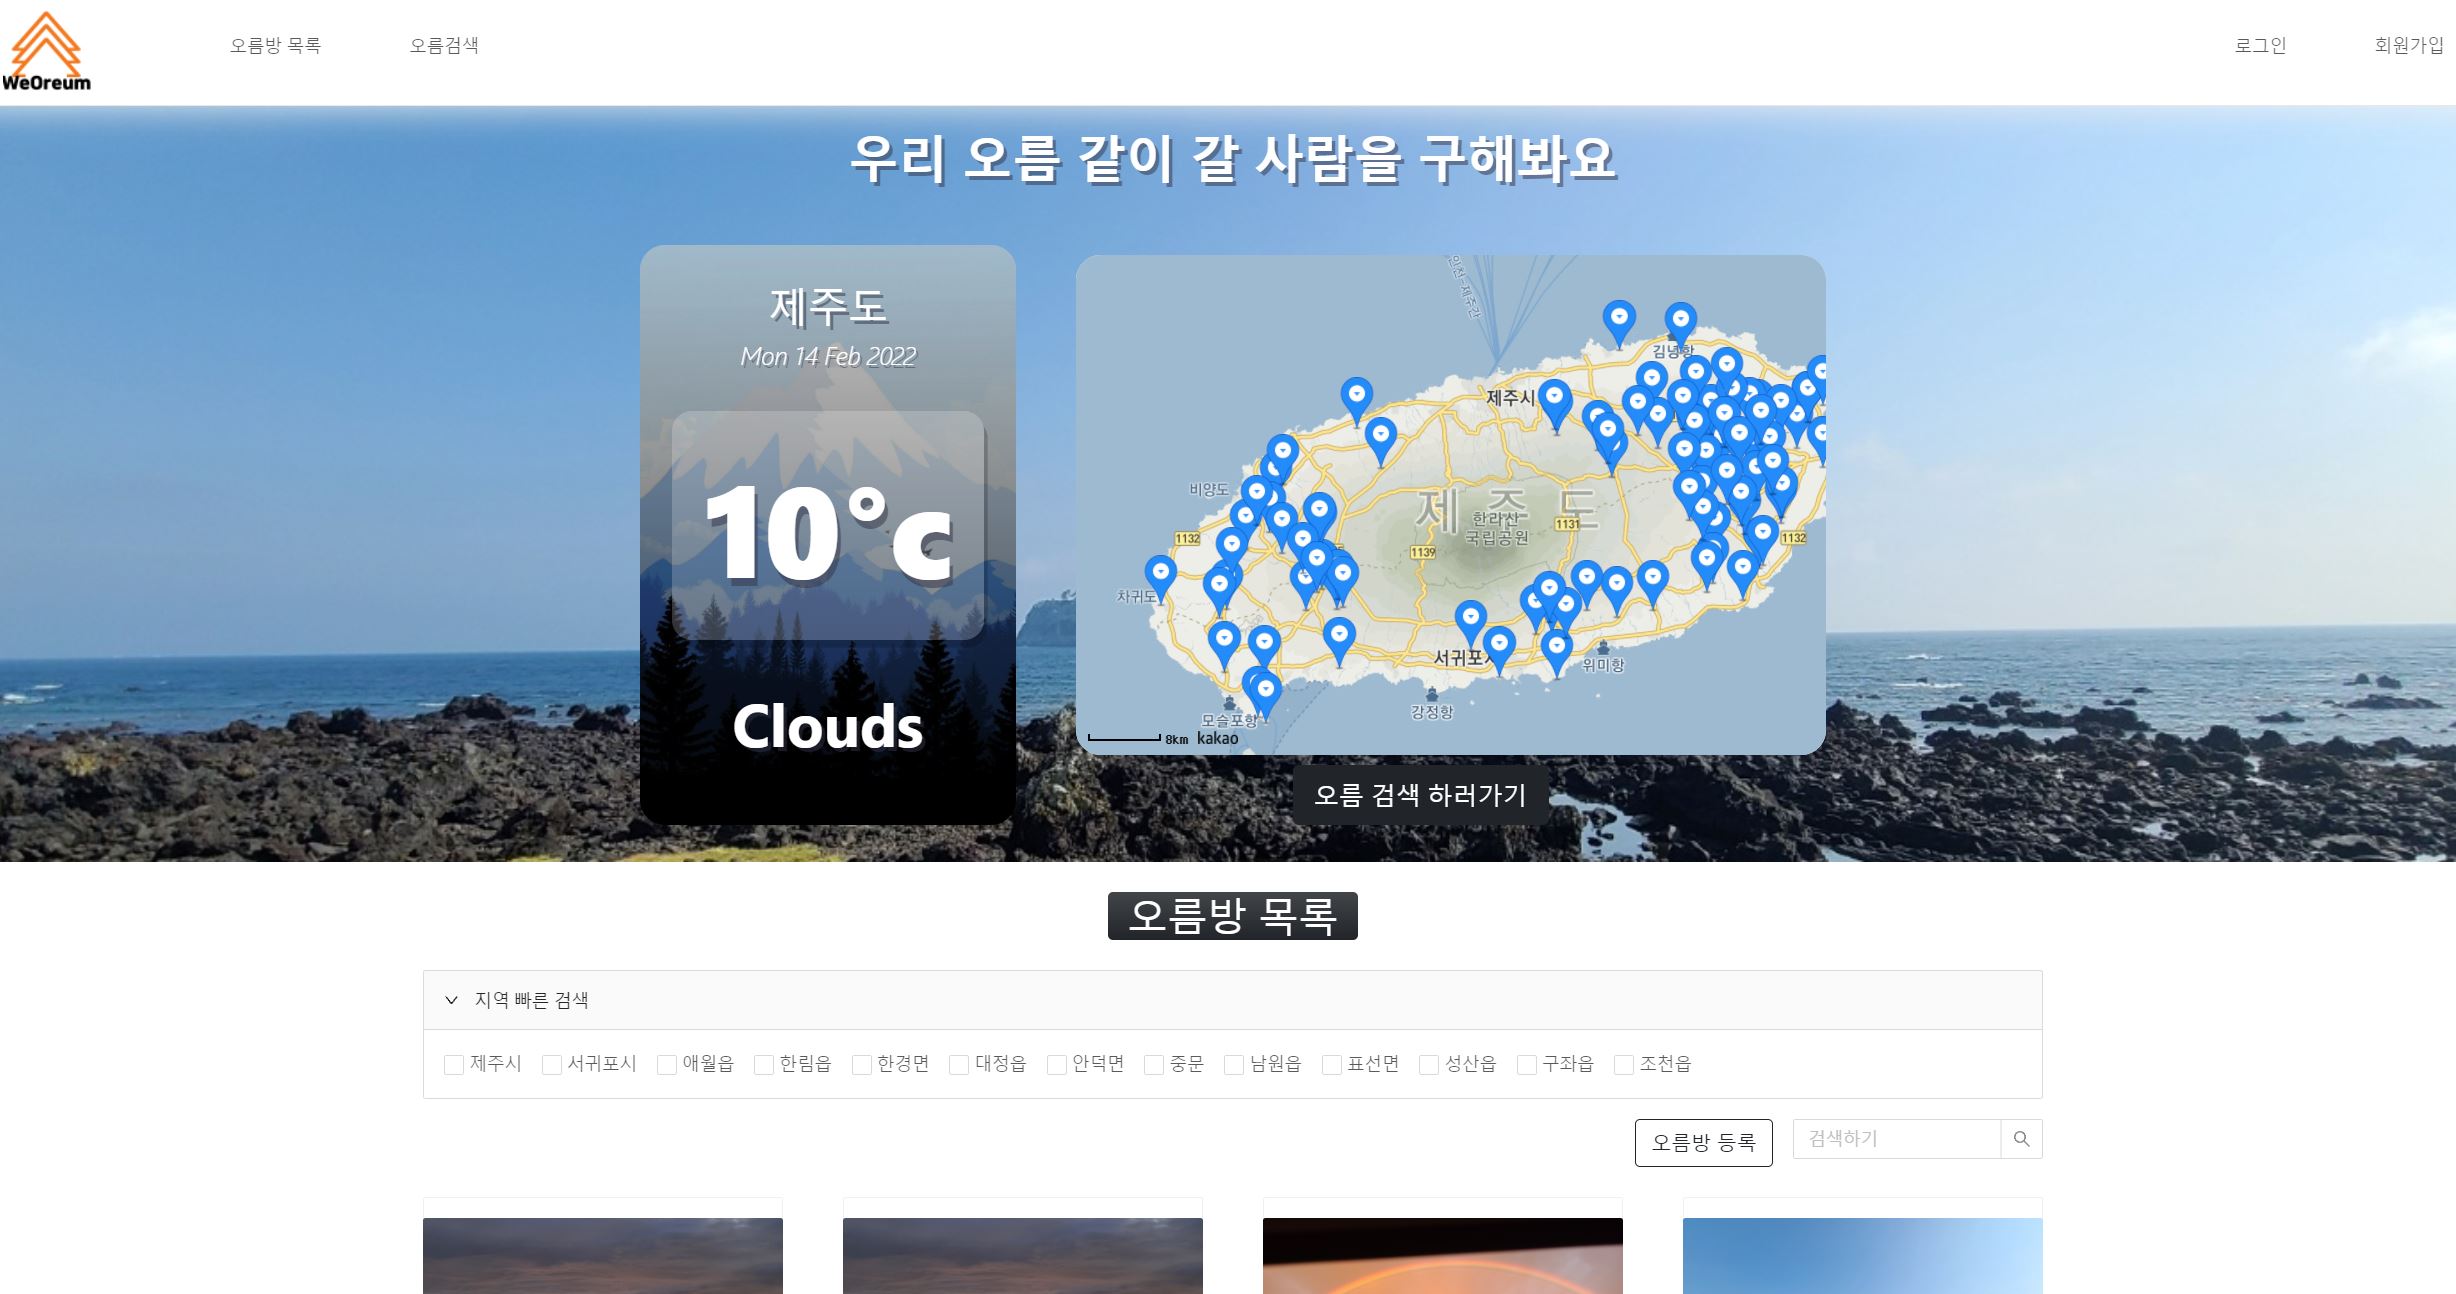 WeOreum
오름방 목록
오름검색
로그인
회원가입
우리 오름 같이 갈 사람을 구해봐요
제주도
Mon 14 Feb 2022
10°c
Clouds
인천-제주간
김녕항
제주시
비양도
제 주 도
한라산
국립공원
1131
1132
1139
1132
차귀도
서귀포시
위미항
강정항
모슬포항
8km kakao
오름 검색 하러가기
오름방 목록
지역 빠른 검색
제주시 서귀포시 애월읍 한림읍 한경면 대정읍 안덕면 중문 남원읍 표선면 성산읍 구좌읍 조천읍
오름방 등록
검색하기